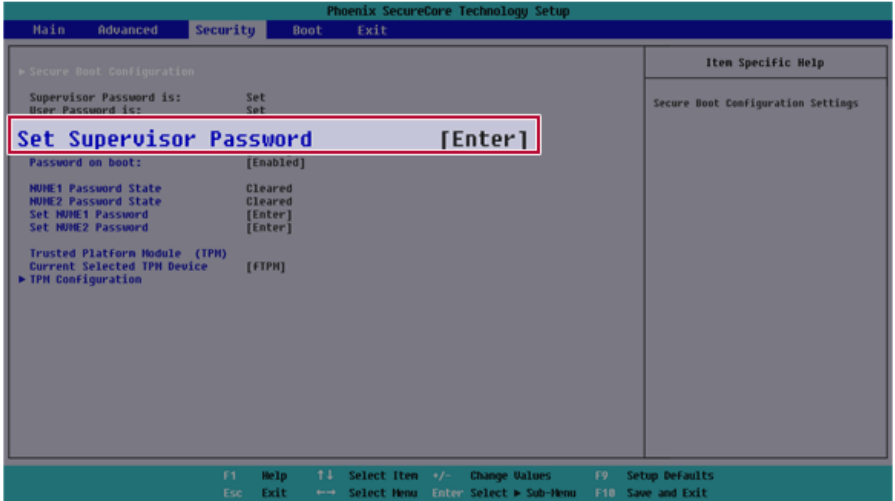 Phoenix SecureCore Technology Setup
Main Advanced Security Boot Exit
Item Specific Help
▶ Secure Boot Configuration
Secure Boot Configuration Settings
Supervisor Password is: Set
User Password is: Set
Set Supervisor Password [Enter]
Password on boot: [Enabled]
NVME1 Password State Cleared
NVME2 Password State Cleared
Set NVME1 Password [Enter]
Set NVME2 Password [Enter]
Trusted Platform Module (TPM)
Current Selected TPM Device [fTPM]
▶ TPM Configuration
F1 Help ↑↓ Select Item +/- Change Values F9 Setup Defaults
Esc Exit ←→ Select Menu Enter Select ▶ Sub-Menu F10 Save and Exit